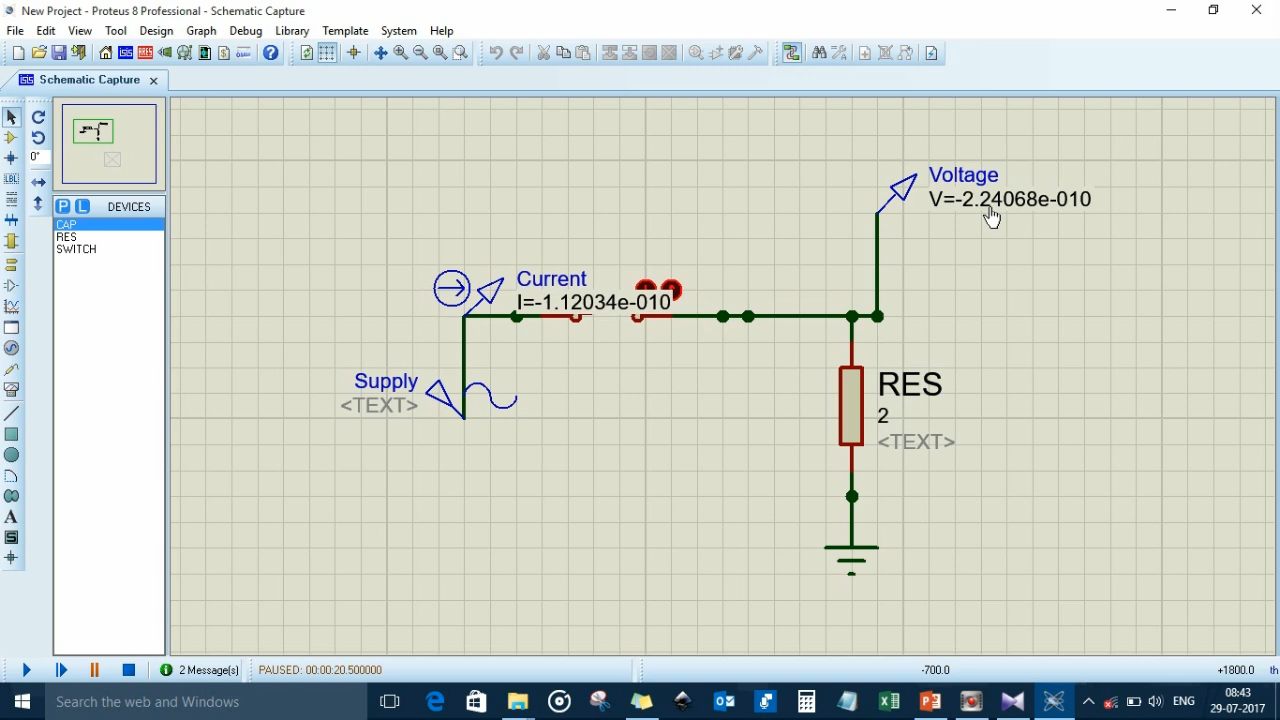 New Project - Proteus 8 Professional - Schematic Capture
File Edit View Tool Design Graph Debug Library Template System Help
Schematic Capture
0°
LBL
P L DEVICES
CAP
RES
SWITCH
A
Voltage
V=-2.24068e-010
Current
I=-1.12034e-010
Supply
<TEXT>
RES
2
<TEXT>
2 Message(s) PAUSED: 00:00:20.500000 -700.0 +1800.0 th
Search the web and Windows
ENG
08:43
29-07-2017